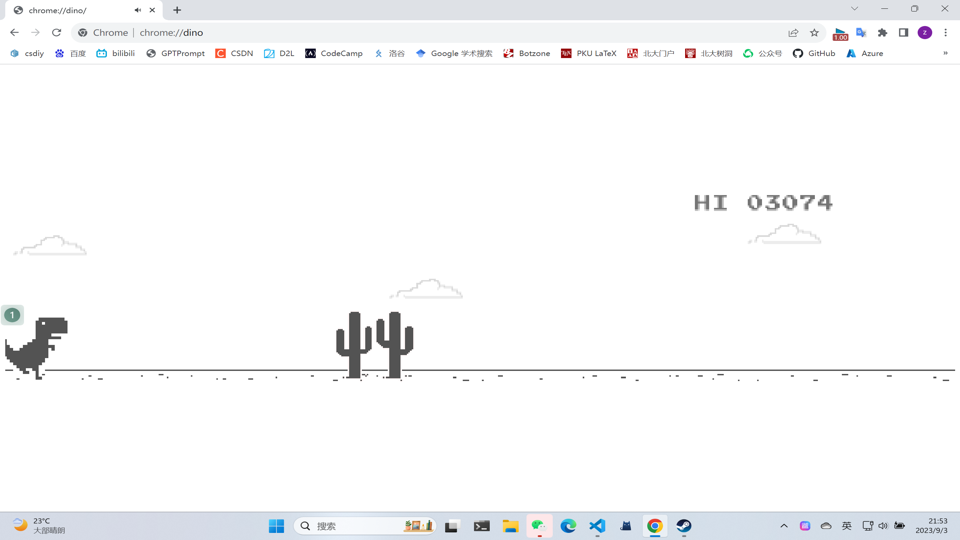 chrome://dino/
Chrome | chrome://dino
1.00
z
csdiy 百度 bilibili GPTPrompt CSDN D2L CodeCamp 洛谷 Google 学术搜索 Botzone PKU LaTeX 北大门户 北大树洞 公众号 GitHub Azure »
HI 03074
1
23°C
大部晴朗
搜索
英
21:53
2023/9/3